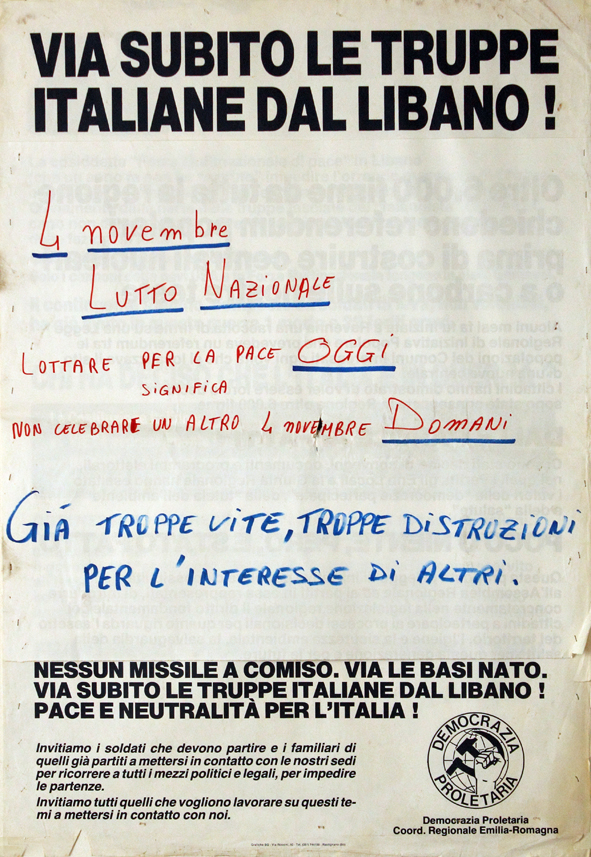 VIA SUBITO LE TRUPPE
ITALIANE DAL LIBANO !
4 novembre
LUTTO NAZIONALE
LOTTARE PER LA PACE OGGI
SIGNIFICA
NON CELEBRARE UN ALTRO 4 NOVEMBRE DOMANI
GIÁ TROPPE VITE, TROPPE DISTRUZIONI
PER L'INTERESSE DI ALTRI.
NESSUN MISSILE A COMISO. VIA LE BASI NATO.
VIA SUBITO LE TRUPPE ITALIANE DAL LIBANO !
PACE E NEUTRALITÀ PER L'ITALIA !
Invitiamo i soldati che devono partire e i familiari di
quelli già partiti a mettersi in contatto con le nostri sedi
per ricorrere a tutti i mezzi politici e legali, per impedire
le partenze.
Invitiamo tutti quelli che vogliono lavorare su questi te-
mi a mettersi in contatto con noi.
DEMOCRAZIA
PROLETARIA
Democrazia Proletaria
Coord. Regionale Emilia-Romagna